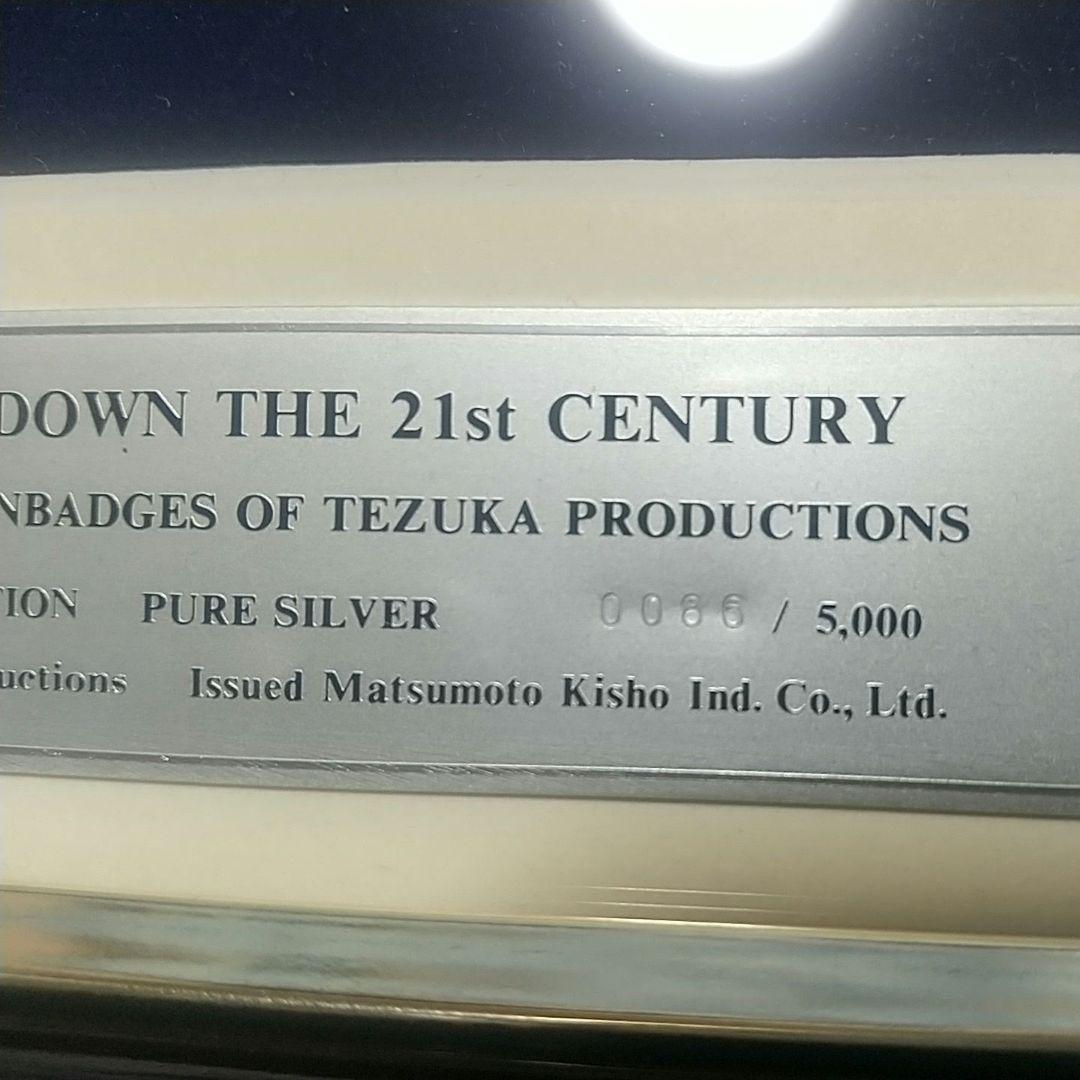 DOWN THE 21st CENTURY
NBADGES OF TEZUKA PRODUCTIONS
TION PURE SILVER 0066 / 5,000
uctions Issued Matsumoto Kisho Ind. Co., Ltd.